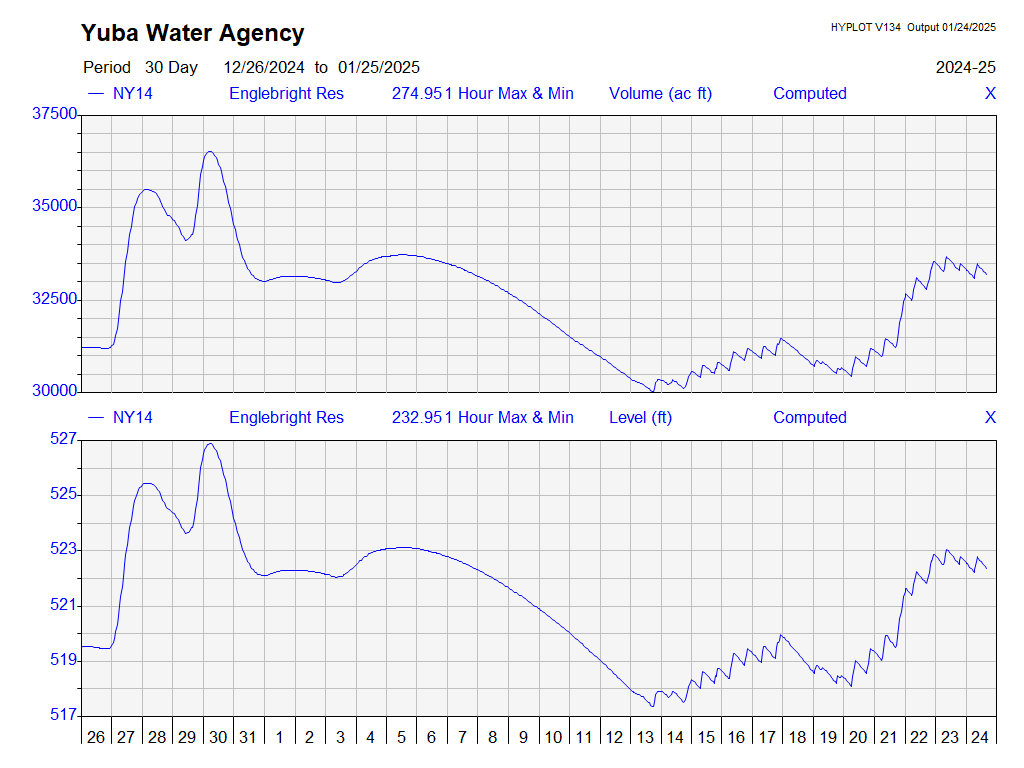 Yuba Water Agency
HYPLOT V134 Output 01/24/2025
Period 30 Day 12/26/2024 to 01/25/2025
2024-25
NY14 Englebright Res 274.951 Hour Max & Min Volume (ac ft) Computed X
37500
35000
32500
30000
NY14 Englebright Res 232.951 Hour Max & Min Level (ft) Computed X
527
525
523
521
519
517
26 27 28 29 30 31 1 2 3 4 5 6 7 8 9 10 11 12 13 14 15 16 17 18 19 20 21 22 23 24